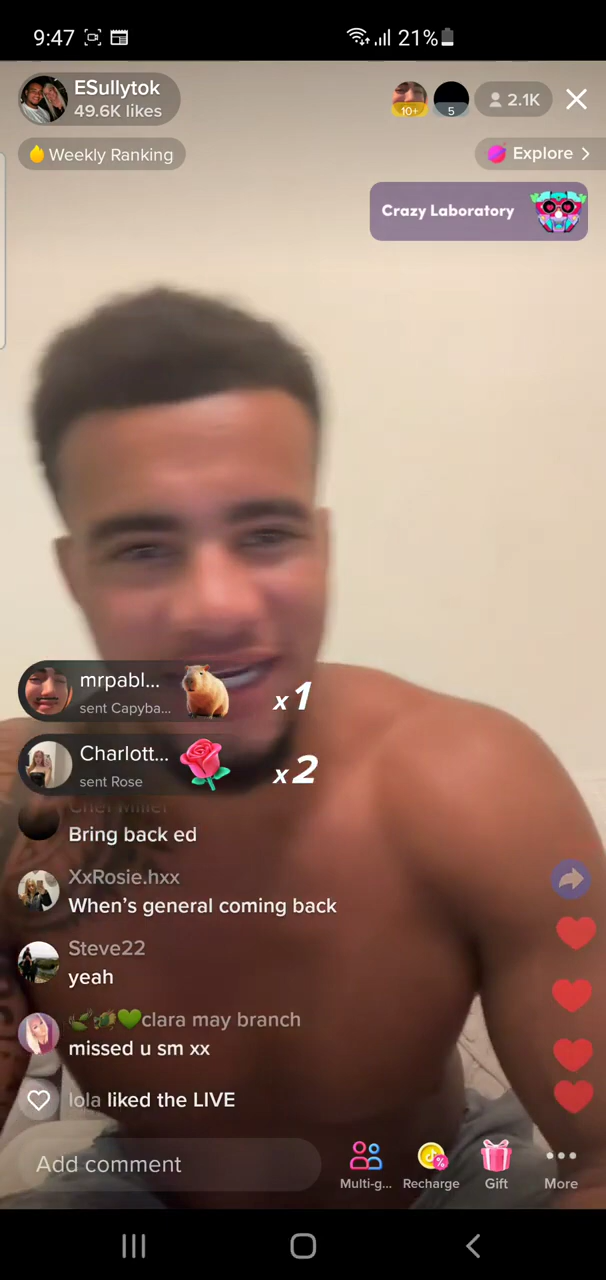 9:47
21%
ESullytok
49.6K likes
10+
5
2.1K
Weekly Ranking
Explore
Crazy Laboratory
mrpabl...
sent Capyba...
x1
Charlott...
sent Rose
x2
Bring back ed
XxRosie.hxx
When's general coming back
Steve22
yeah
clara may branch
missed u sm xx
lola liked the LIVE
Add comment
Multi-g...
Recharge
Gift
More